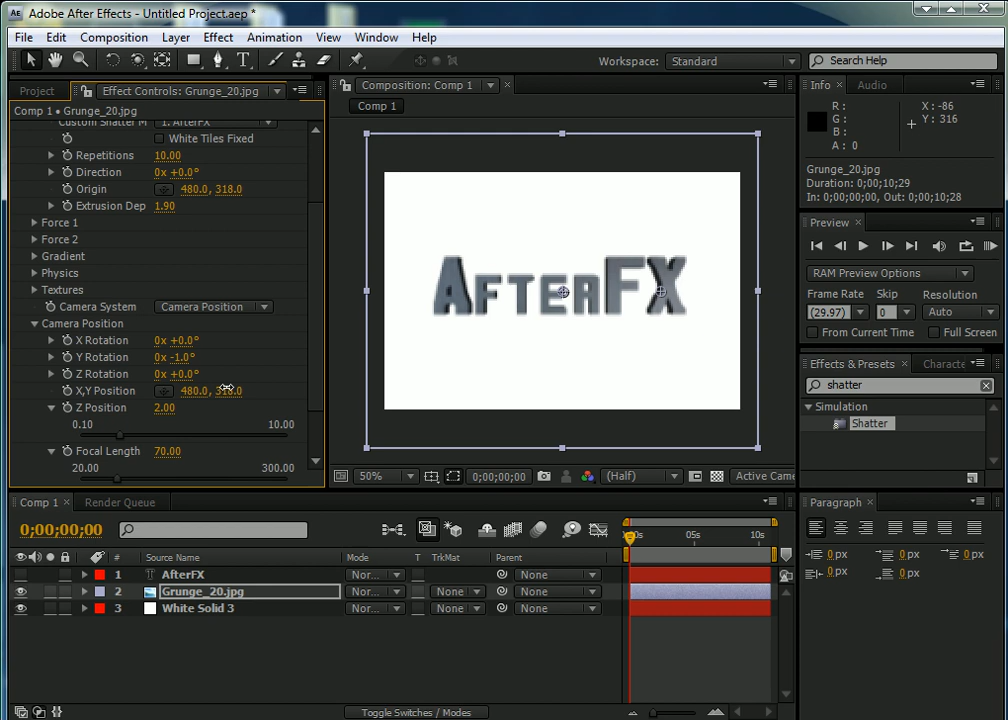 Adobe After Effects - Untitled Project.aep *
File Edit Composition Layer Effect Animation View Window Help
Workspace: Standard Search Help
Project Effect Controls: Grunge_20.jpg
Comp 1 • Grunge_20.jpg
Custom Shatter M 1. AfterFX
White Tiles Fixed
Repetitions 10.00
Direction 0x +0.0°
Origin 480.0, 318.0
Extrusion Dep 1.90
Force 1
Force 2
Gradient
Physics
Textures
Camera System Camera Position
Camera Position
X Rotation 0x +0.0°
Y Rotation 0x -1.0°
Z Rotation 0x +0.0°
X,Y Position 480.0, 318.0
Z Position 2.00
0.10 10.00
Focal Length 70.00
20.00 300.00
Composition: Comp 1
Comp 1
AFTERFX
50% 0;00;00;00 (Half) Active Came
Info Audio
R: X: -86
G: Y: 316
B:
A: 0
Grunge_20.jpg
Duration: 0;00;10;29
In: 0;00;00;00, Out: 0;00;10;28
Preview
RAM Preview Options
Frame Rate Skip Resolution
(29.97) 0 Auto
From Current Time Full Screen
Effects & Presets Characte
shatter
Simulation
Shatter
Comp 1 Render Queue
0;00;00;00
05s 10s
# Source Name Mode T TrkMat Parent
1 T AfterFX Nor... None
2 Grunge_20.jpg Nor... None None
3 White Solid 3 Nor... None None
Toggle Switches / Modes
Paragraph
0 px 0 px 0 px
0 px 0 px